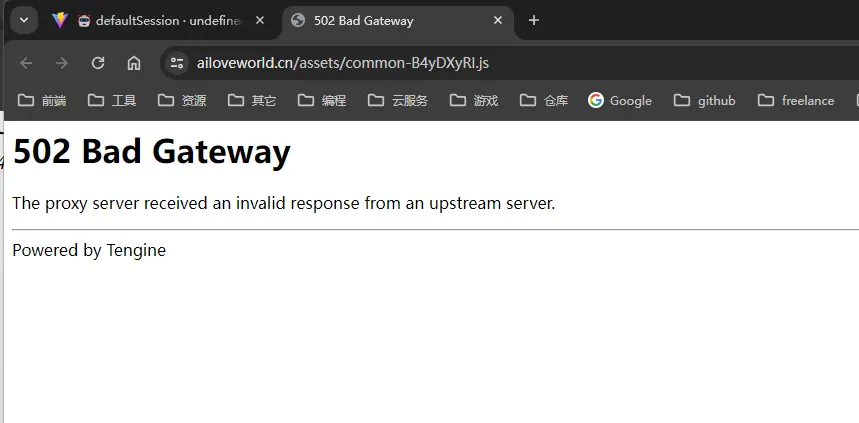 defaultSession · undefine
502 Bad Gateway
ailoveworld.cn/assets/common-B4yDXyRl.js
前端 工具 资源 其它 编程 云服务 游戏 仓库 Google github freelance
502 Bad Gateway
The proxy server received an invalid response from an upstream server.
Powered by Tengine